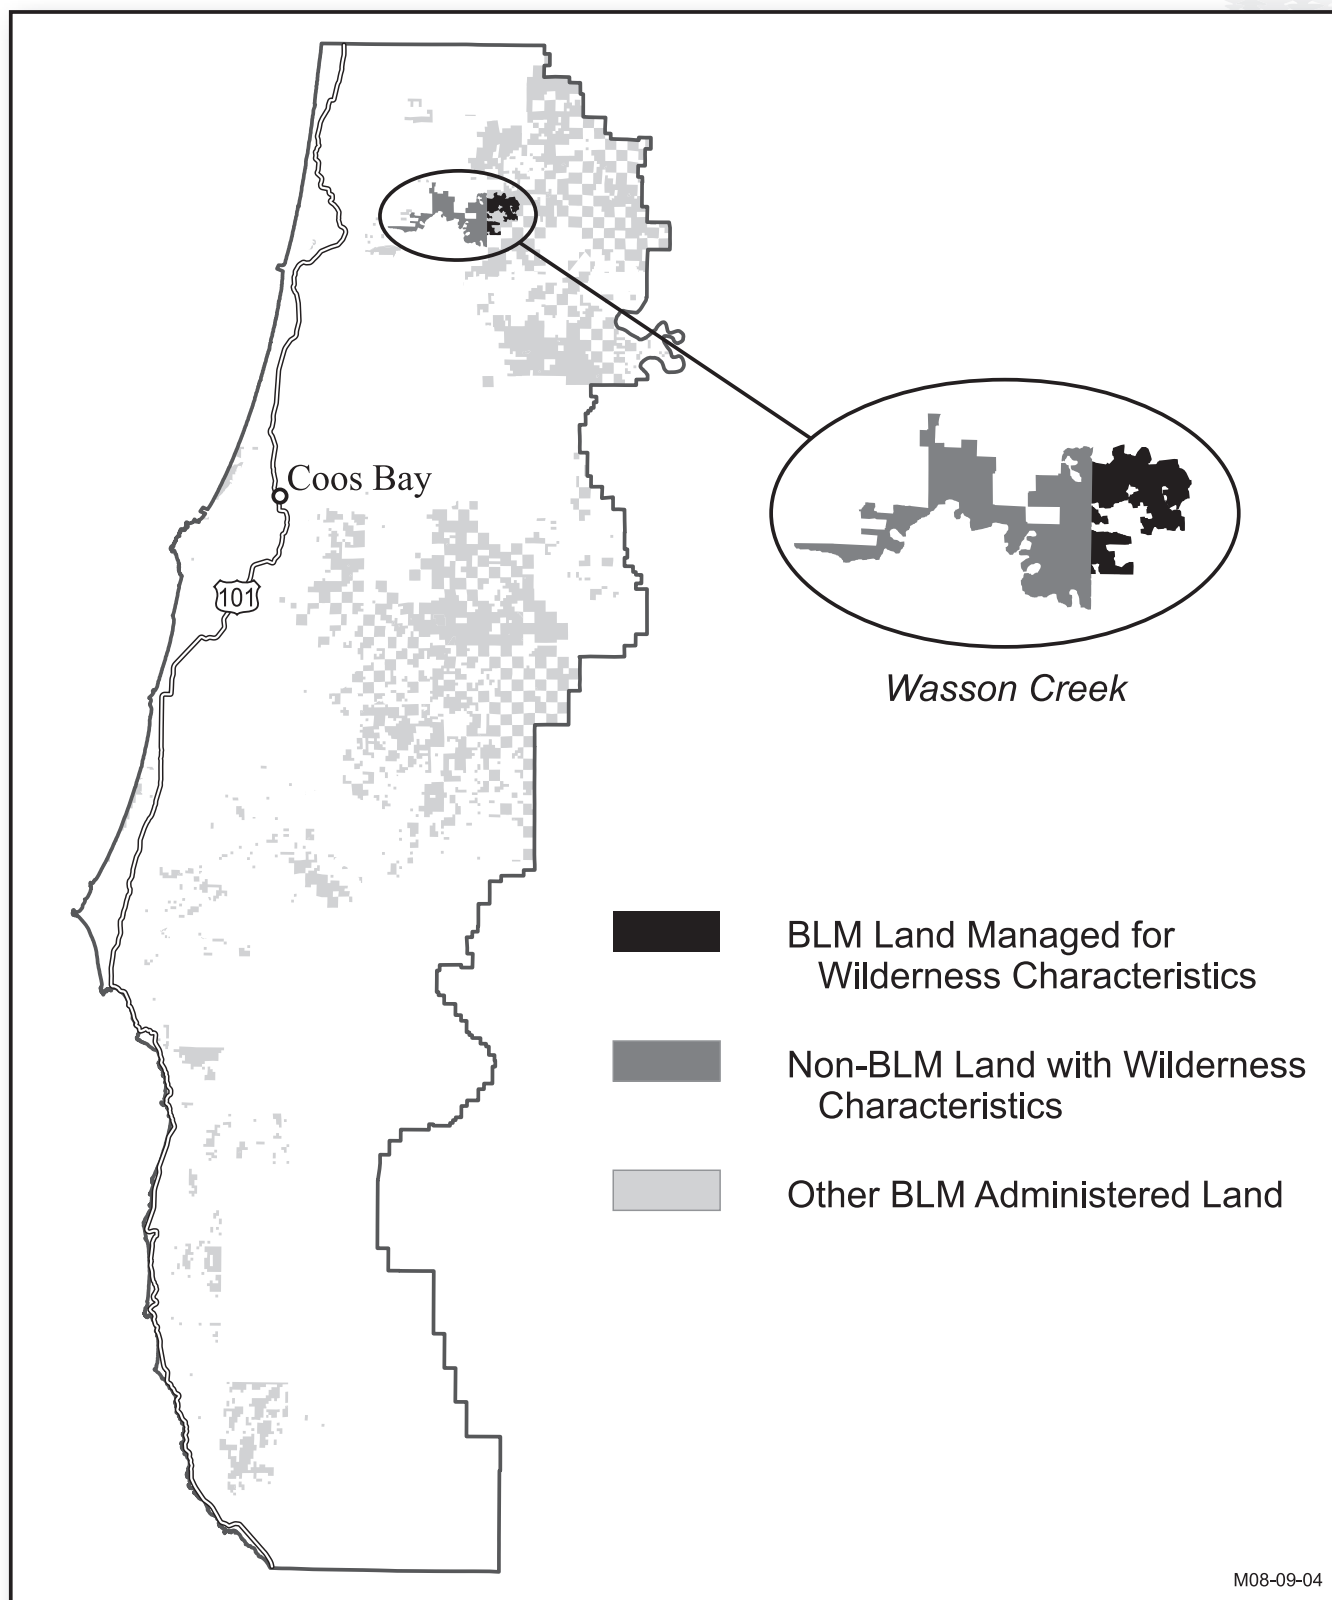 Coos Bay
101
Wasson Creek
BLM Land Managed for
Wilderness Characteristics
Non-BLM Land with Wilderness
Characteristics
Other BLM Administered Land
M08-09-04